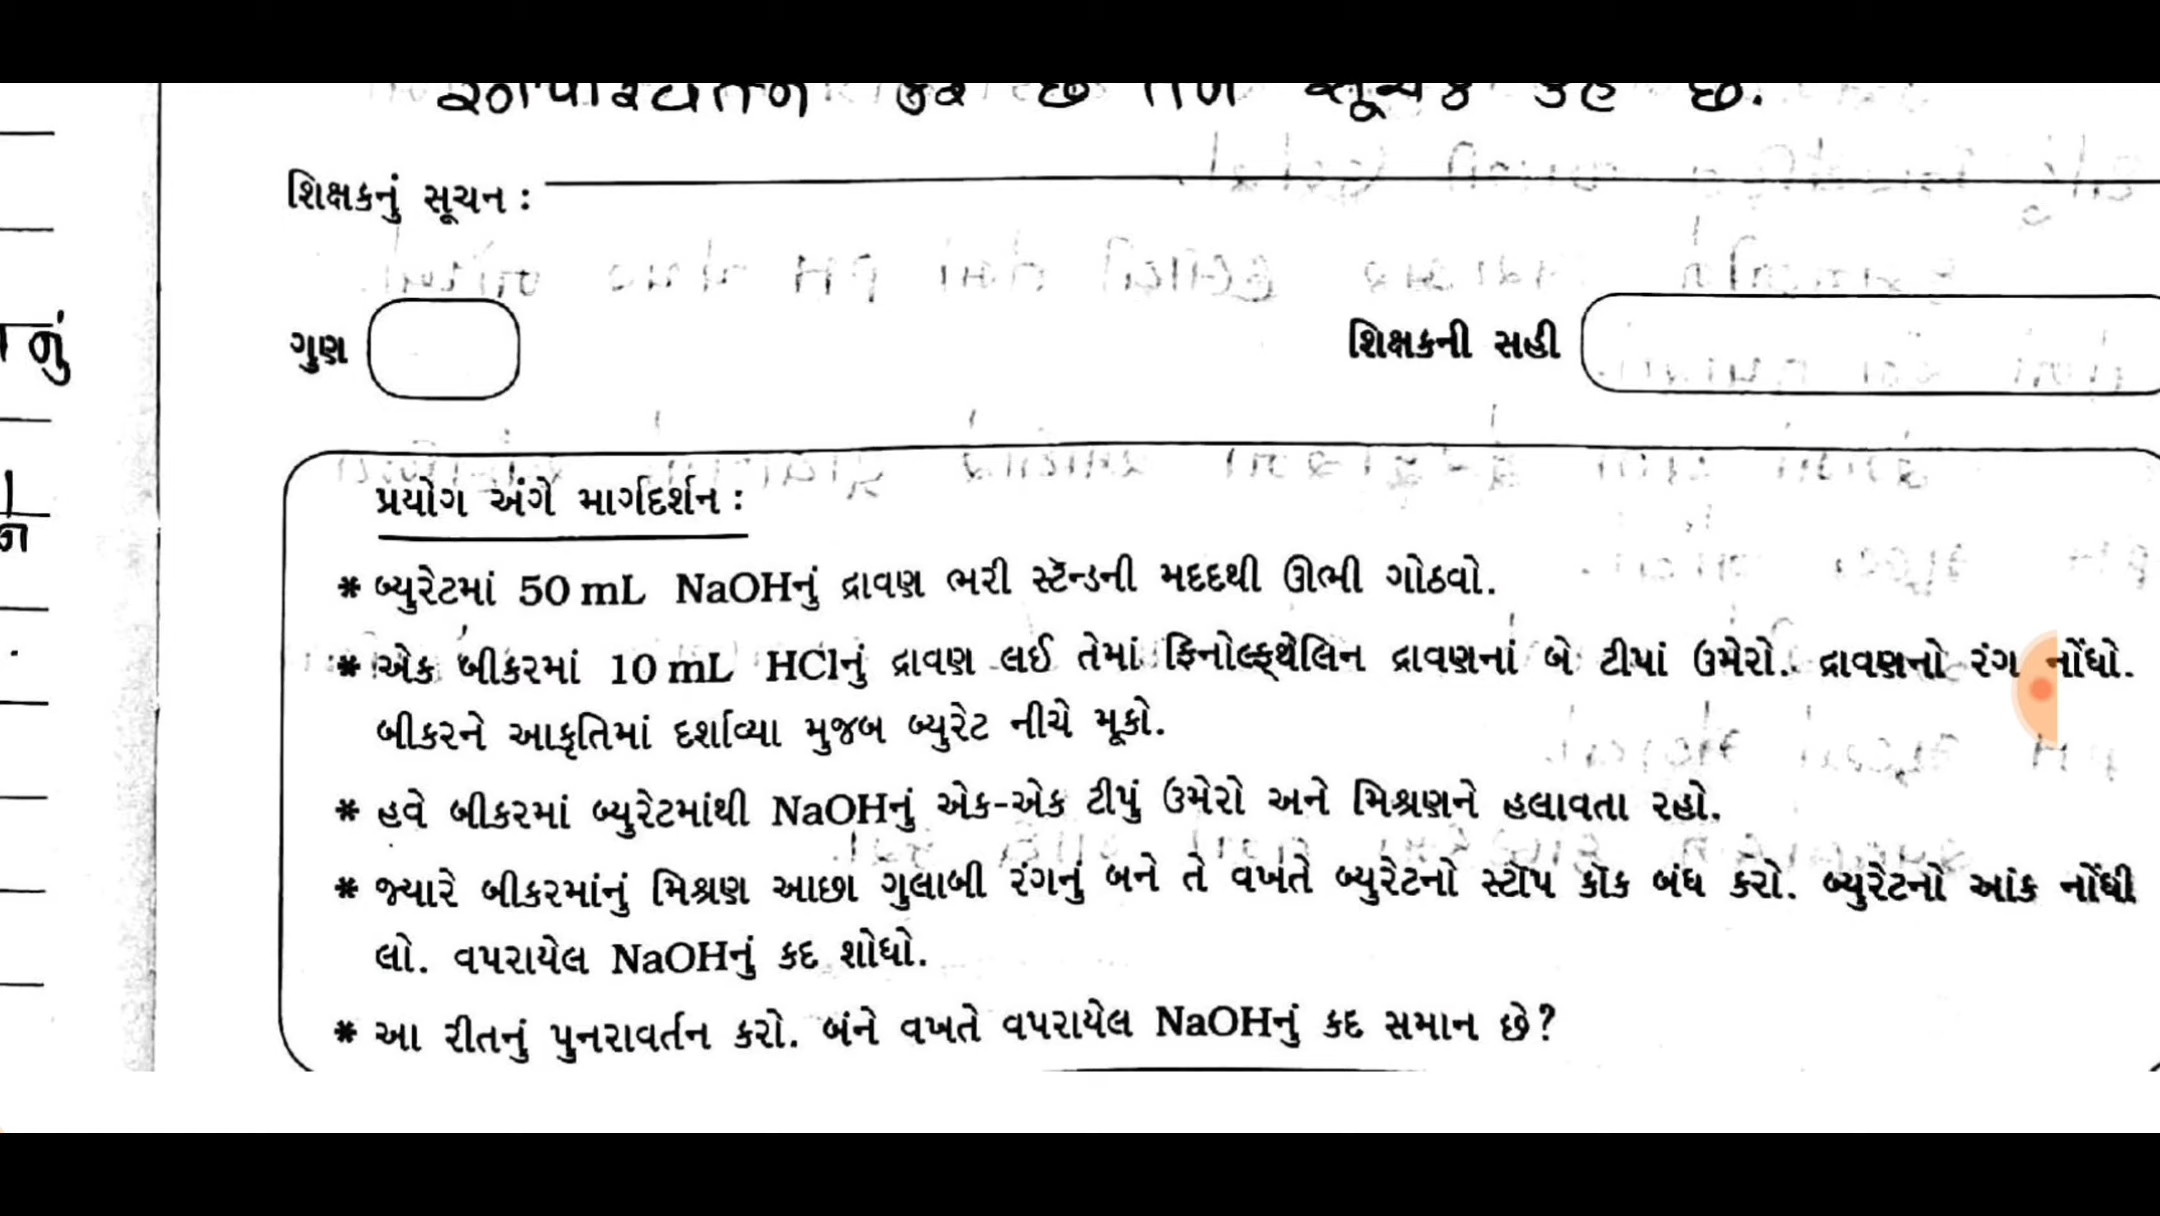 કરે છે તેને સૂચક કહે છે.
શિક્ષકનું સૂચન :
નું
ગુણ
શિક્ષકની સહી
પ્રયોગ અંગે માર્ગદર્શન :
* બ્યુરેટમાં 50 mL NaOHનું દ્રાવણ ભરી સ્ટૅન્ડની મદદથી ઊભી ગોઠવો.
* એક બીકરમાં 10 mL HClનું દ્રાવણ લઈ તેમાં ફિનોલ્ફ્થેલિન દ્રાવણનાં બે ટીપાં ઉમેરો. દ્રાવણનો રંગ નોંધો.
બીકરને આકૃતિમાં દર્શાવ્યા મુજબ બ્યુરેટ નીચે મૂકો.
* હવે બીકરમાં બ્યુરેટમાંથી NaOHનું એક-એક ટીપું ઉમેરો અને મિશ્રણને હલાવતા રહો.
* જ્યારે બીકરમાંનું મિશ્રણ આછા ગુલાબી રંગનું બને તે વખતે બ્યુરેટનો સ્ટૉપ કૉક બંધ કરો. બ્યુરેટનો આંક નોંધી
લો. વપરાયેલ NaOHનું કદ શોધો.
* આ રીતનું પુનરાવર્તન કરો. બંને વખતે વપરાયેલ NaOHનું કદ સમાન છે?